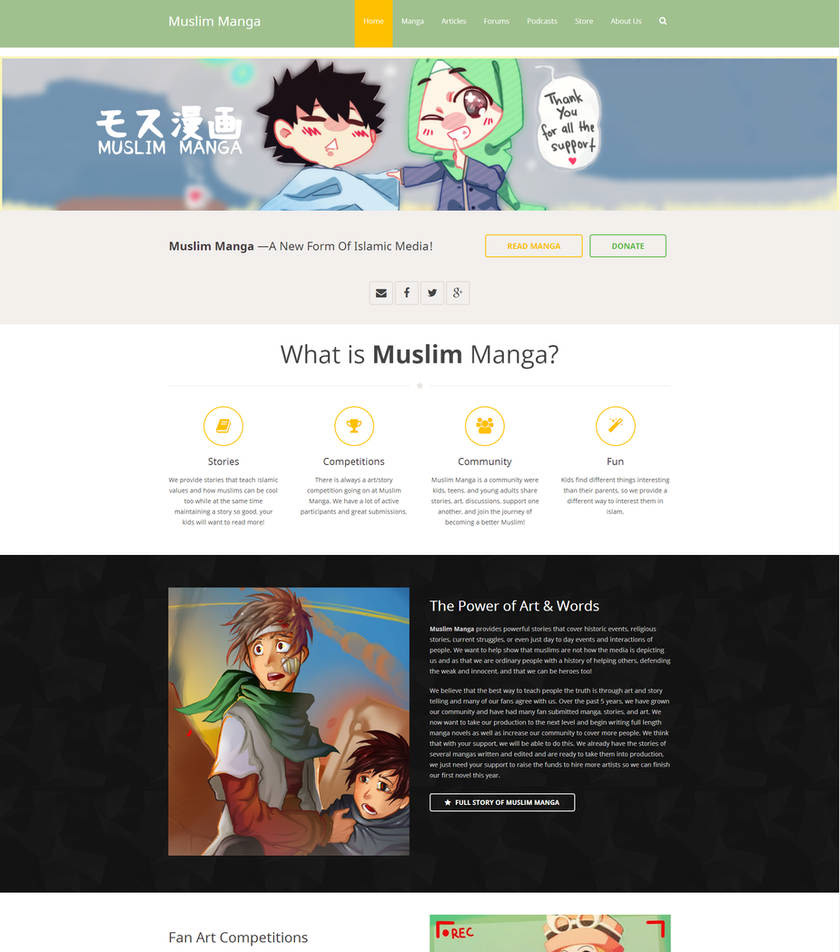 Muslim Manga
Home Manga Articles Forums Podcasts Store About Us
モス漫画
MUSLIM MANGA
Thank
You
for all the
support
Muslim Manga —A New Form Of Islamic Media!
READ MANGA
DONATE
What is Muslim Manga?
Stories
We provide stories that teach islamic
values and how muslims can be cool
too while at the same time
maintaining a story so good, your
kids will want to read more!
Competitions
There is always a art/story
competition going on at Muslim
Manga. We have a lot of active
participants and great submissions.
Community
Muslim Manga is a community were
kids, teens, and young adults share
stories, art, discussions, support one
another, and join the journey of
becoming a better Muslim!
Fun
Kids find different things interesting
than their parents, so we provide a
different way to interest them in
islam.
The Power of Art & Words
Muslim Manga provides powerful stories that cover historic events, religious
stories, current struggles, or even just day to day events and interactions of
people. We want to help show that muslims are not how the media is depicting
us and as that we are ordinary people with a history of helping others, defending
the weak and innocent, and that we can be heroes too!
We believe that the best way to teach people the truth is through art and story
telling and many of our fans agree with us. Over the past 5 years, we have grown
our community and have had many fan submitted manga, stories, and art. We
now want to take our production to the next level and begin writing full length
manga novels as well as increase our community to cover more people. We think
that with your support, we will be able to do this. We already have the stories of
several mangas written and edited and are ready to take them into production,
we just need your support to raise the funds to hire more artists so we can finish
our first novel this year.
FULL STORY OF MUSLIM MANGA
Fan Art Competitions
REC